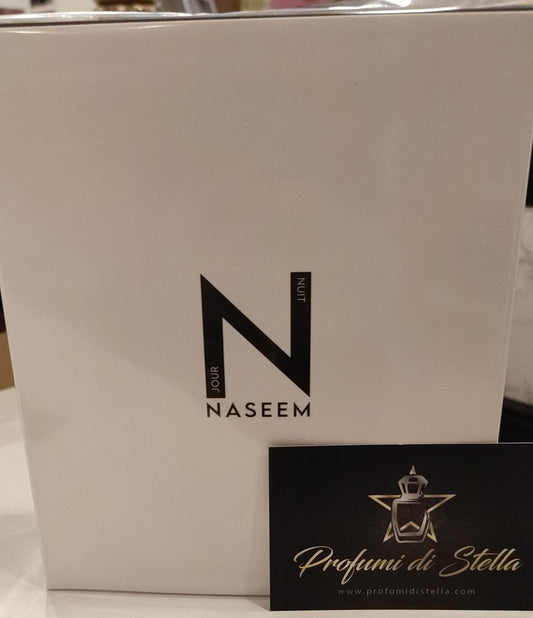 N
NUIT
JOUR
NASEEM
Profumi di Stella
www.profumidistella.com